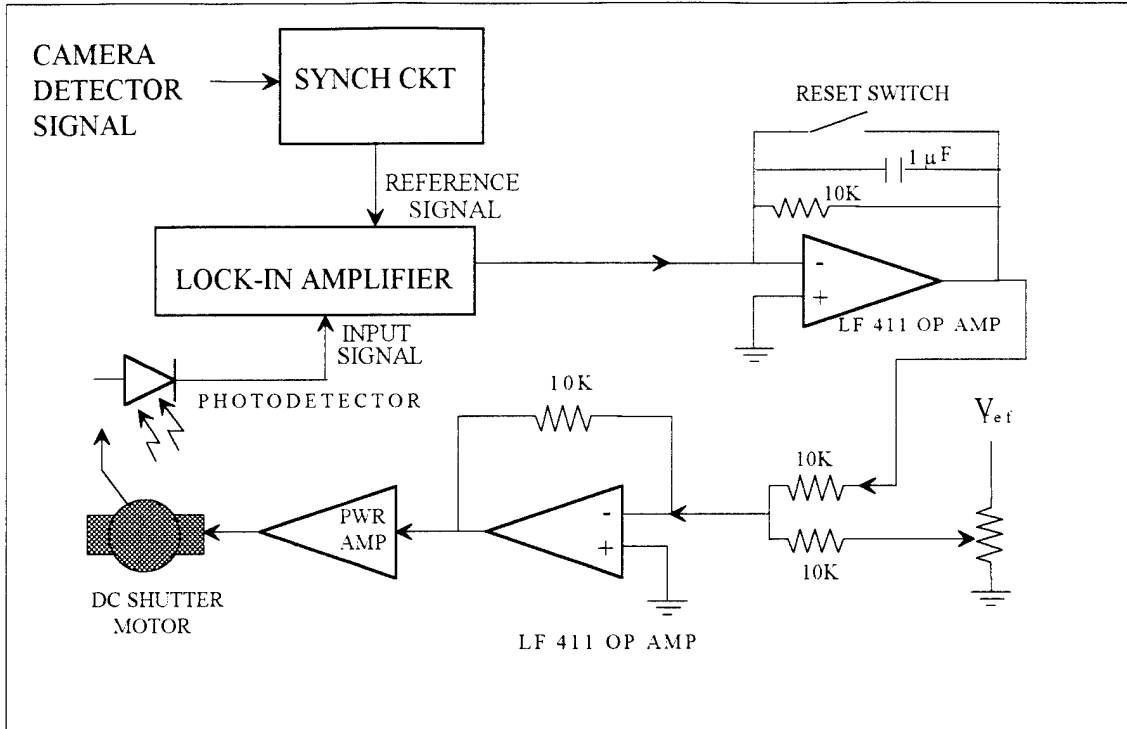 CAMERA
DETECTOR
SIGNAL
SYNCH CKT
RESET SWITCH
1 µF
10K
REFERENCE
SIGNAL
LOCK-IN AMPLIFIER
-
+
LF 411 OP AMP
INPUT
SIGNAL
PHOTODETECTOR
10K
Vref
10K
10K
-
+
PWR
AMP
DC SHUTTER
MOTOR
LF 411 OP AMP